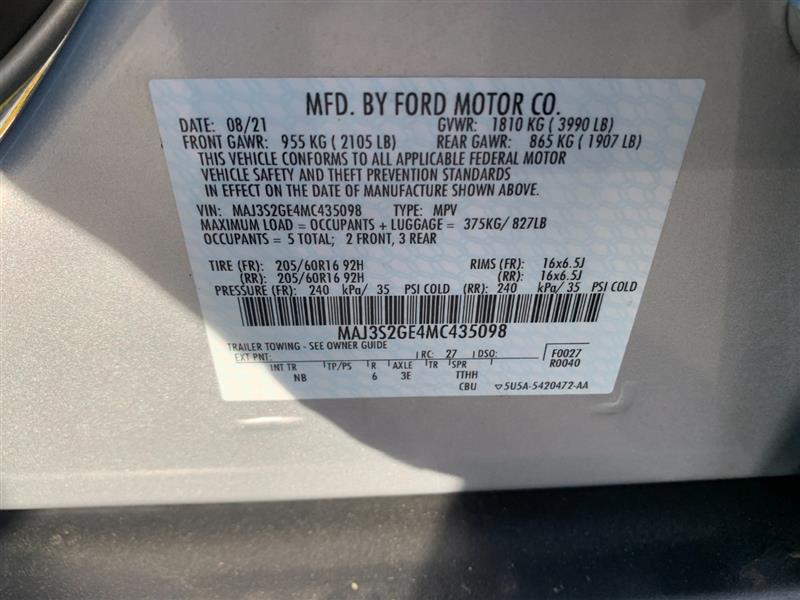 MFD. BY FORD MOTOR CO.
DATE: 08/21 GVWR: 1810 KG ( 3990 LB)
FRONT GAWR: 955 KG ( 2105 LB) REAR GAWR: 865 KG ( 1907 LB)
THIS VEHICLE CONFORMS TO ALL APPLICABLE FEDERAL MOTOR
VEHICLE SAFETY AND THEFT PREVENTION STANDARDS
IN EFFECT ON THE DATE OF MANUFACTURE SHOWN ABOVE.
VIN: MAJ3S2GE4MC435098 TYPE: MPV
MAXIMUM LOAD = OCCUPANTS + LUGGAGE = 375KG/ 827LB
OCCUPANTS = 5 TOTAL; 2 FRONT, 3 REAR
TIRE (FR): 205/60R16 92H RIMS (FR): 16x6.5J
(RR): 205/60R16 92H (RR): 16x6.5J
PRESSURE (FR): 240 kPa/ 35 PSI COLD (RR): 240 kPa/ 35 PSI COLD
MAJ3S2GE4MC435098
TRAILER TOWING - SEE OWNER GUIDE
EXT PNT: RC: 27 DSO: F0027
R0040
INT TR TP/PS R AXLE TR SPR
NB 6 3E TTHH
CBU ▽5U5A-5420472-AA